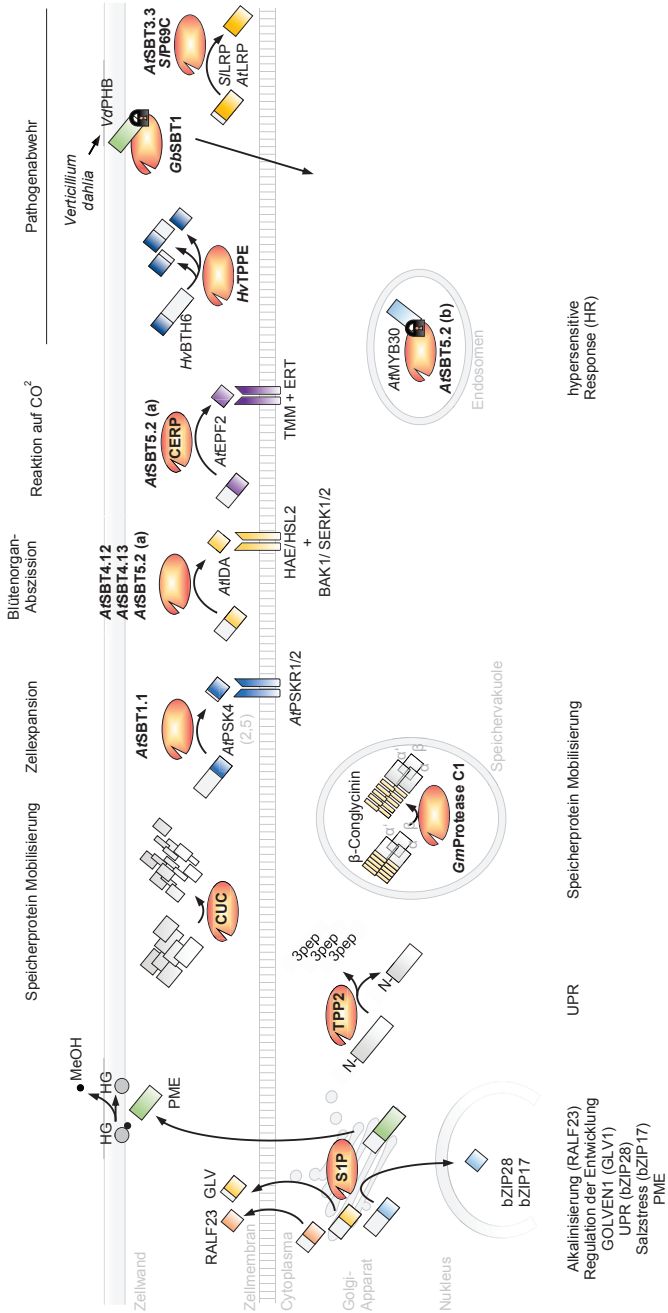 Speicherprotein Mobilisierung
Zellexpansion
Blütenorgan-
Abszission
Reaktion auf CO²
Pathogenabwehr
Zellwand
HG
HG
MeOH
PME
CUC
AtSBT1.1
AtPSK4
(2,5)
AtPSKR1/2
AtSBT4.12
AtSBT4.13
AtSBT5.2 (a)
AtIDA
HAE/HSL2
+
BAK1/ SERK1/2
AtSBT5.2 (a)
CERP
AtEPF2
TMM + ERT
HvBTH6
HvTPPE
Verticillium
dahlia
VdPHB
GbSBT1
AtSBT3.3
SlP69C
SlLRP
AtLRP
RALF23
GLV
Zellmembran
Cytoplasma
Golgi-
Apparat
S1P
Nukleus
bZIP28
bZIP17
TPP2
N-
N-
3pep
3pep
3pep
3pep
3pep
β-Conglycinin
α'
α
β
α'
α
β
GmProtease C1
Speichervakuole
AtMYB30
AtSBT5.2 (b)
Endosomen
Alkalinisierung (RALF23)
Regulation der Entwicklung
GOLVEN1 (GLV1)
UPR (bZIP28)
Salzstress (bZIP17)
PME
UPR
Speicherprotein Mobilisierung
hypersensitive
Response (HR)